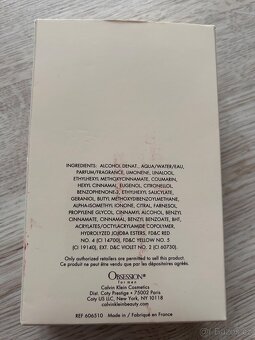 INGREDIENTS: ALCOHOL DENAT., AQUA/WATER/EAU,
PARFUM/FRAGRANCE, LIMONENE, LINALOOL,
ETHYLHEXYL METHOXYCINNAMATE, COUMARIN,
HEXYL CINNAMAL, EUGENOL, CITRONELLOL,
BENZOPHENONE-3, ETHYLHEXYL SALICYLATE,
GERANIOL, BUTYL METHOXYDIBENZOYLMETHANE,
ALPHA-ISOMETHYL IONONE, CITRAL, FARNESOL,
PROPYLENE GLYCOL, CINNAMYL ALCOHOL, BENZYL
CINNAMATE, BENZYL ALCOHOL, BENZYL BENZOATE, BHT,
ACRYLATES/OCTYLACRYLAMIDE COPOLYMER,
HYDROLYZED JOJOBA ESTERS, FD&C RED
NO. 4 (CI 14700), FD&C YELLOW NO. 5
(CI 19140), EXT. D&C VIOLET NO. 2 (CI 60730).
Only authorized retailers are permitted to sell this product.
Ce produit ne peut être vendu que par les dépositaires agréés.
OBSESSION®
for men
Calvin Klein Cosmetics
Dist. Coty Prestige • 75002 Paris
Coty US LLC, New York, NY 10118
calvinkleinbeauty.com
REF 606510
Made in / Fabriqué en France